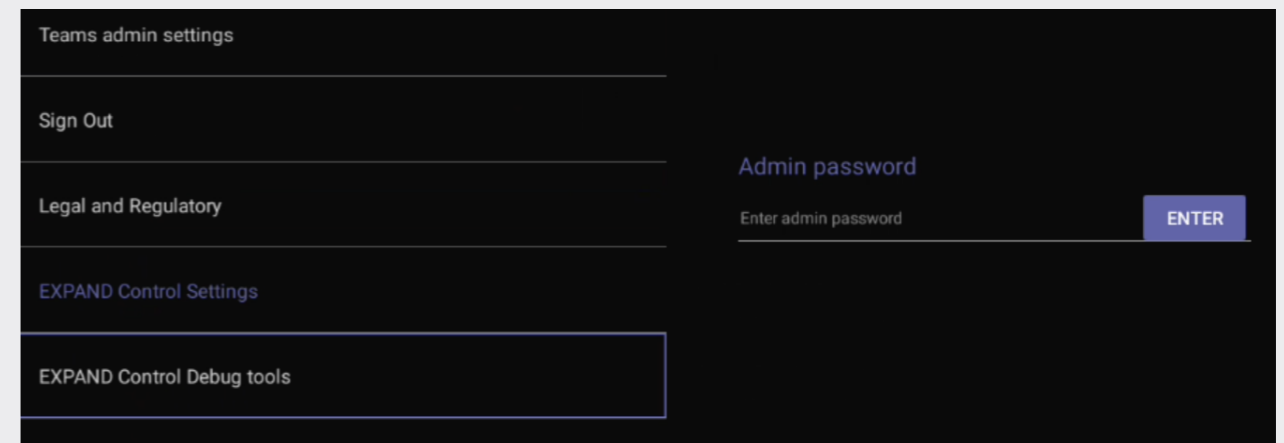 Teams admin settings
Sign Out
Legal and Regulatory
EXPAND Control Settings
EXPAND Control Debug tools
Admin password
Enter admin password
ENTER